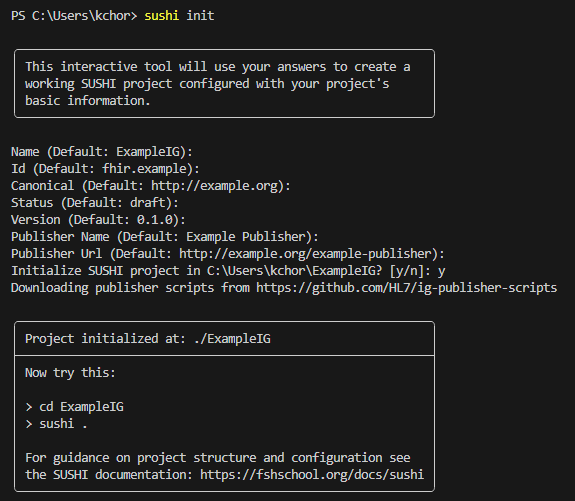 PS C:\Users\kchor> sushi init
This interactive tool will use your answers to create a
working SUSHI project configured with your project's
basic information.
Name (Default: ExampleIG):
Id (Default: fhir.example):
Canonical (Default: http://example.org):
Status (Default: draft):
Version (Default: 0.1.0):
Publisher Name (Default: Example Publisher):
Publisher Url (Default: http://example.org/example-publisher):
Initialize SUSHI project in C:\Users\kchor\ExampleIG? [y/n]: y
Downloading publisher scripts from https://github.com/HL7/ig-publisher-scripts
Project initialized at: ./ExampleIG
Now try this:
> cd ExampleIG
> sushi .
For guidance on project structure and configuration see
the SUSHI documentation: https://fshschool.org/docs/sushi